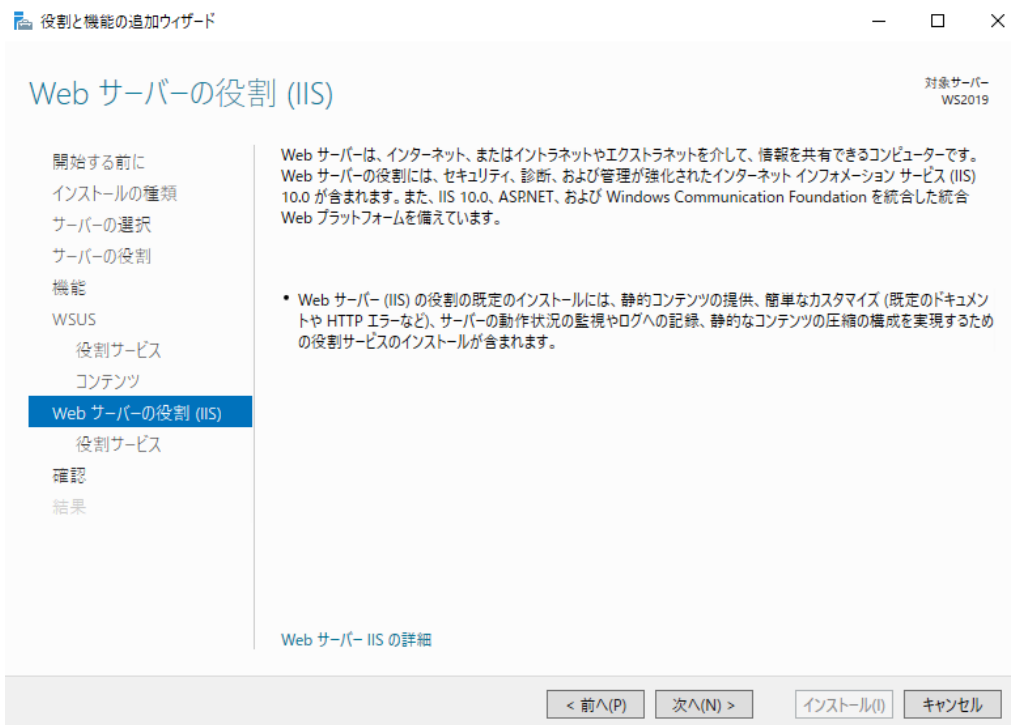 役割と機能の追加ウィザード
Web サーバーの役割 (IIS)
対象サーバー
WS2019
開始する前に
インストールの種類
サーバーの選択
サーバーの役割
機能
WSUS
役割サービス
コンテンツ
Web サーバーの役割 (IIS)
役割サービス
確認
結果
Web サーバーは、インターネット、またはイントラネットやエクストラネットを介して、情報を共有できるコンピューターです。
Web サーバーの役割には、セキュリティ、診断、および管理が強化されたインターネット インフォメーション サービス (IIS)
10.0 が含まれます。また、IIS 10.0、ASP.NET、および Windows Communication Foundation を統合した統合
Web プラットフォームを備えています。
• Web サーバー (IIS) の役割の既定のインストールには、静的コンテンツの提供、簡単なカスタマイズ (既定のドキュメン
トや HTTP エラーなど)、サーバーの動作状況の監視やログへの記録、静的なコンテンツの圧縮の構成を実現するため
の役割サービスのインストールが含まれます。
Web サーバー IIS の詳細
< 前へ(P)
次へ(N) >
インストール(I)
キャンセル